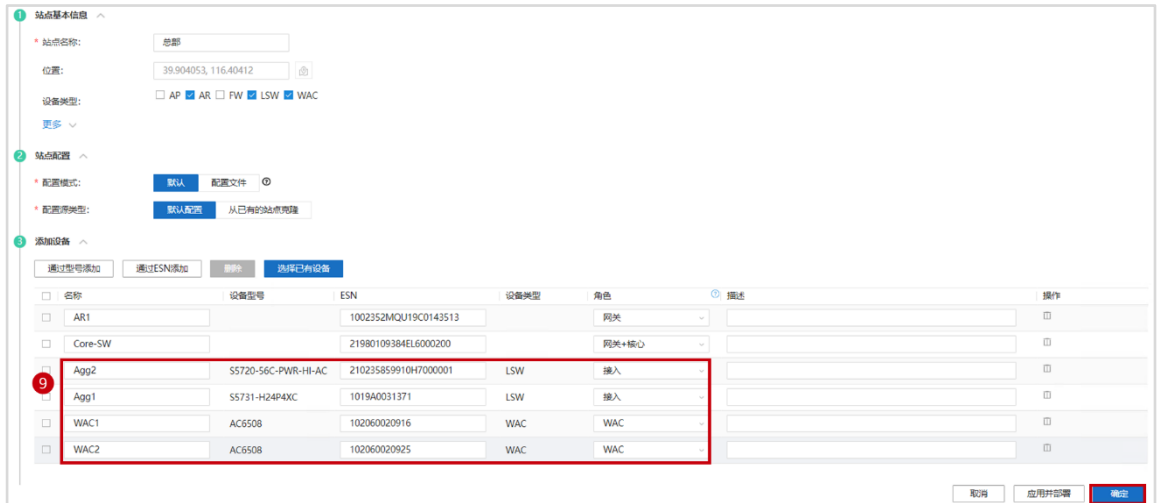 1 站点基本信息
* 站点名称: 总部
位置: 39.904053, 116.40412
设备类型: AP AR FW LSW WAC
更多
2 站点配置
* 配置模式: 默认 配置文件 ?
* 配置源类型: 默认配置 从已有的站点克隆
3 添加设备
通过型号添加 通过ESN添加 删除 选择已有设备
名称 设备型号 ESN 设备类型 角色 ? 描述 操作
AR1 1002352MQU19C0143513 网关
Core-SW 21980109384EL6000200 网关+核心
Agg2 S5720-56C-PWR-HI-AC 210235859910H7000001 LSW 接入
9
Agg1 S5731-H24P4XC 1019A0031371 LSW 接入
WAC1 AC6508 102060020916 WAC WAC
WAC2 AC6508 102060020925 WAC WAC
取消 应用并部署 确定